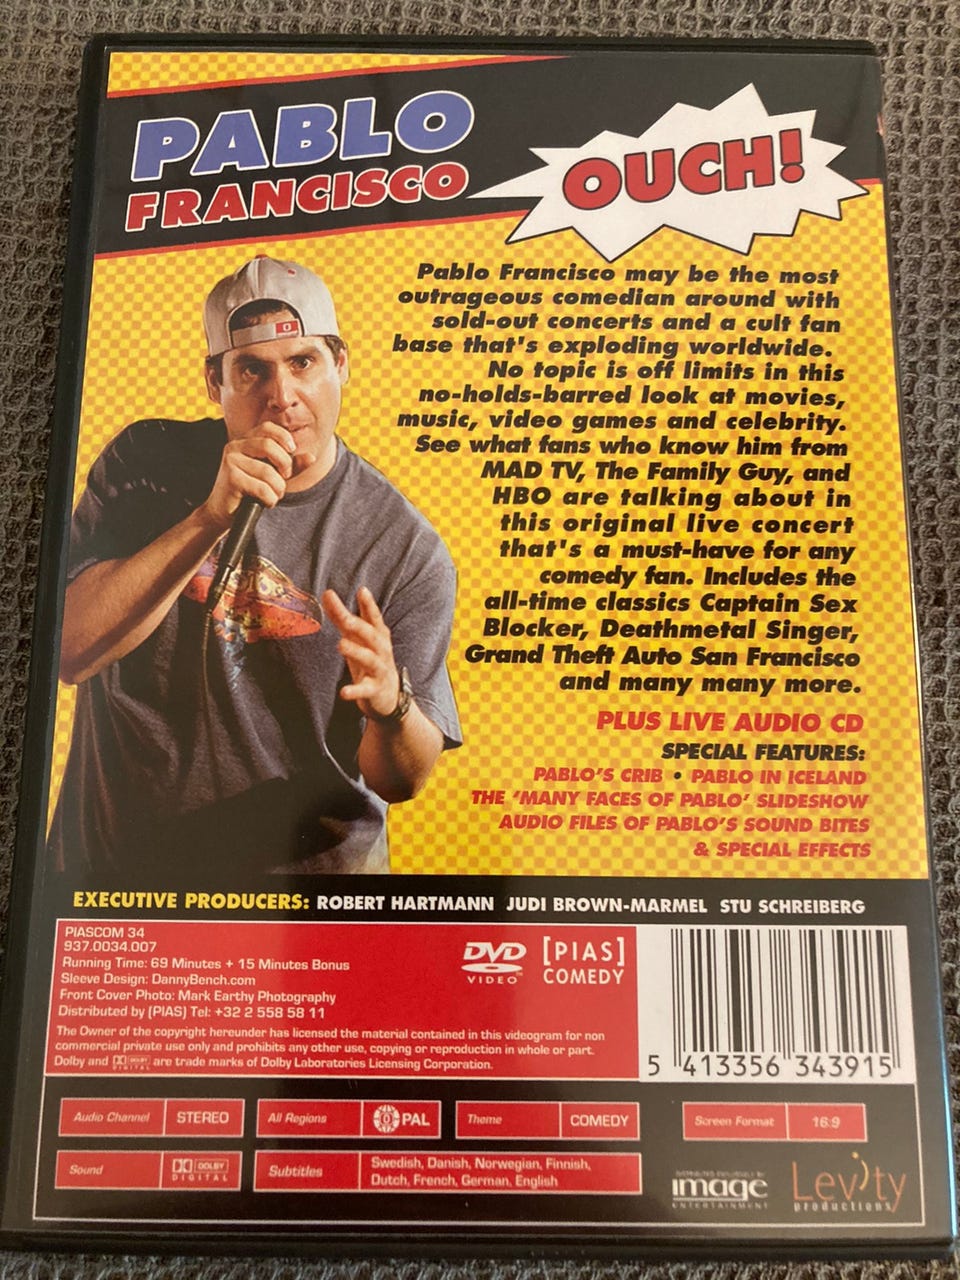 PABLO
FRANCISCO
OUCH!
Pablo Francisco may be the most
outrageous comedian around with
sold-out concerts and a cult fan
base that's exploding worldwide.
No topic is off limits in this
no-holds-barred look at movies,
music, video games and celebrity.
See what fans who know him from
MAD TV, The Family Guy, and
HBO are talking about in
this original live concert
that's a must-have for any
comedy fan. Includes the
all-time classics Captain Sex
Blocker, Deathmetal Singer,
Grand Theft Auto San Francisco
and many many more.
PLUS LIVE AUDIO CD
SPECIAL FEATURES:
PABLO'S CRIB • PABLO IN ICELAND
THE 'MANY FACES OF PABLO' SLIDESHOW
AUDIO FILES OF PABLO'S SOUND BITES
& SPECIAL EFFECTS
EXECUTIVE PRODUCERS: ROBERT HARTMANN JUDI BROWN-MARMEL STU SCHREIBERG
PIASCOM 34
937.0034.007
Running Time: 69 Minutes + 15 Minutes Bonus
Sleeve Design: DannyBench.com
Front Cover Photo: Mark Earthy Photography
Distributed by [PIAS] Tel: +32 2 558 58 11
The Owner of the copyright hereunder has licensed the material contained in this videogram for non
commercial private use only and prohibits any other use, copying or reproduction in whole or part.
Dolby and DOLBY DIGITAL are trade marks of Dolby Laboratories Licensing Corporation.
DVD
VIDEO
[PIAS]
COMEDY
5 413356 343915
Audio Channel STEREO
All Regions 0 PAL
Theme COMEDY
Screen Format 16:9
Sound DOLBY DIGITAL
Subtitles Swedish, Danish, Norwegian, Finnish,
Dutch, French, German, English
DISTRIBUTED EXCLUSIVELY BY
image
ENTERTAINMENT
Levity
productions